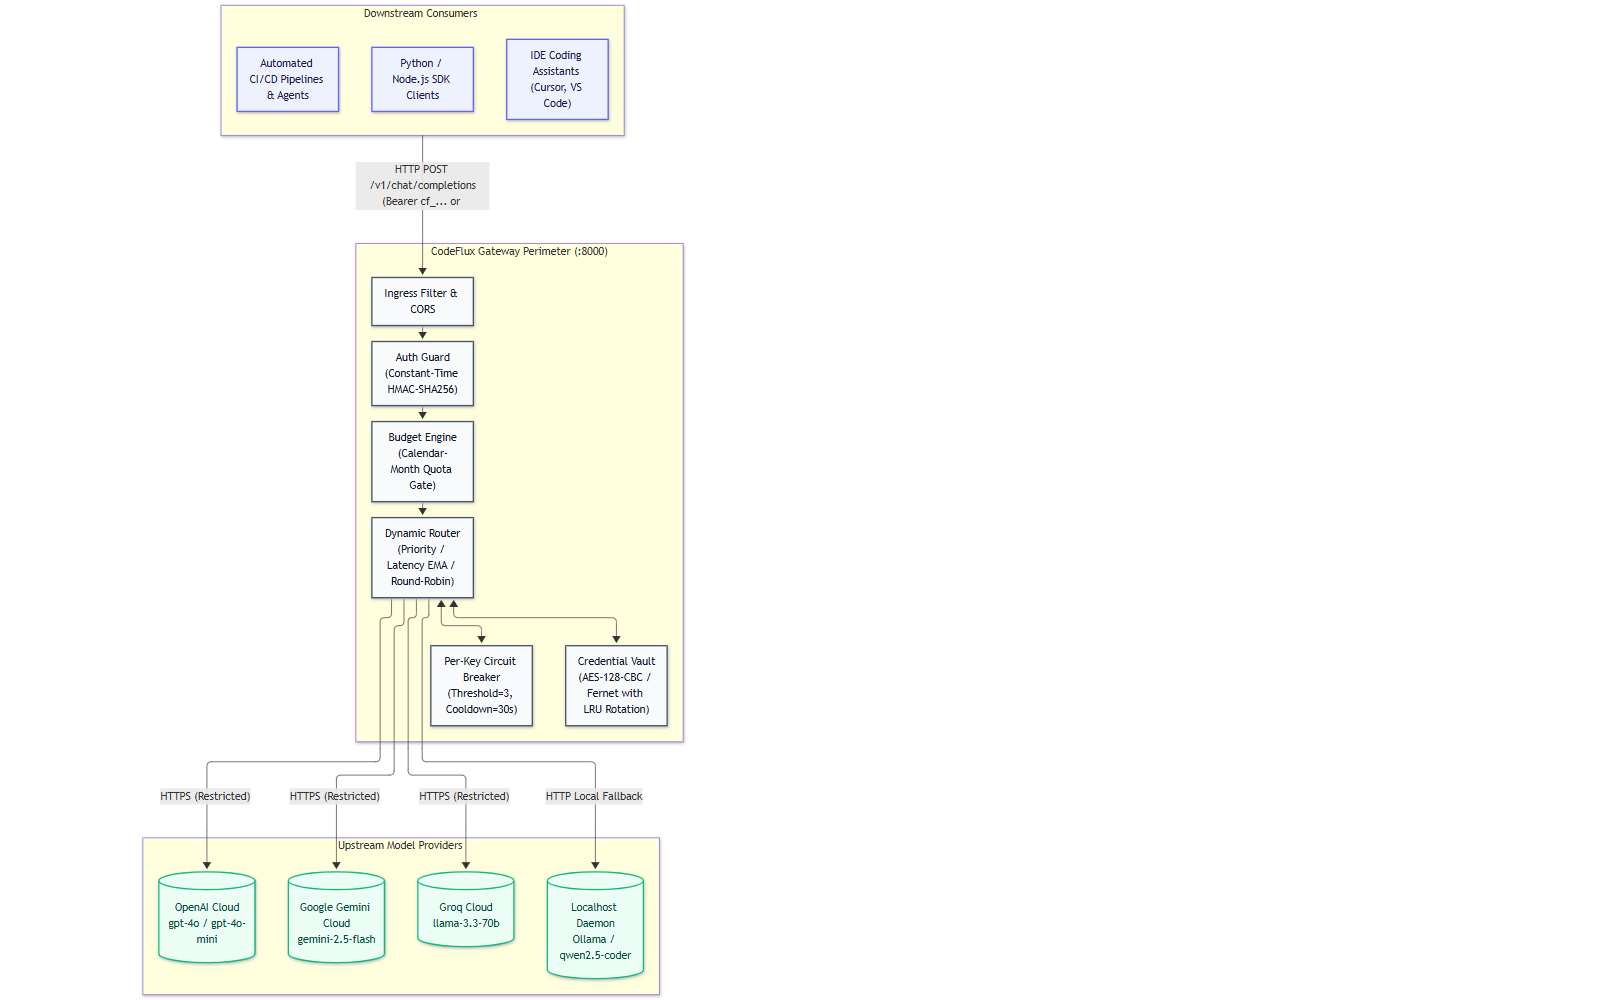 Downstream Consumers
Automated
CI/CD Pipelines
& Agents
Python /
Node.js SDK
Clients
IDE Coding
Assistants
(Cursor, VS
Code)
HTTP POST
/v1/chat/completions
(Bearer cf_... or
CodeFlux Gateway Perimeter (:8000)
Ingress Filter &
CORS
Auth Guard
(Constant-Time
HMAC-SHA256)
Budget Engine
(Calendar-
Month Quota
Gate)
Dynamic Router
(Priority /
Latency EMA /
Round-Robin)
Per-Key Circuit
Breaker
(Threshold=3,
Cooldown=30s)
Credential Vault
(AES-128-CBC /
Fernet with
LRU Rotation)
HTTPS (Restricted)
HTTPS (Restricted)
HTTPS (Restricted)
HTTP Local Fallback
Upstream Model Providers
OpenAI Cloud
gpt-4o / gpt-4o-
mini
Google Gemini
Cloud
gemini-2.5-flash
Groq Cloud
llama-3.3-70b
Localhost
Daemon
Ollama /
qwen2.5-coder